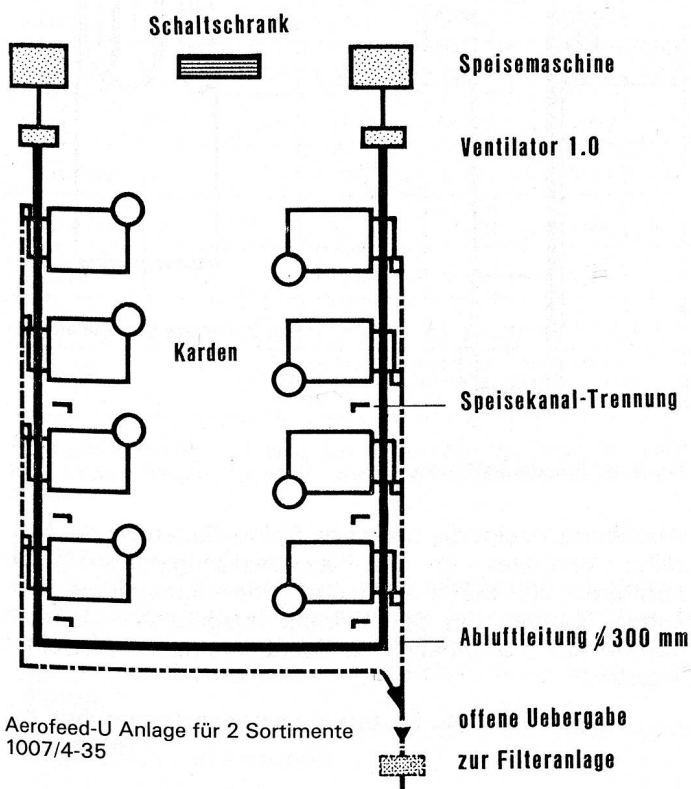 Schaltschrank
Speisemaschine
Ventilator 1.0
Karden
Speisekanal-Trennung
Abluftleitung ⌀ 300 mm
offene Uebergabe
zur Filteranlage
Aerofeed-U Anlage für 2 Sortimente
1007/4-35